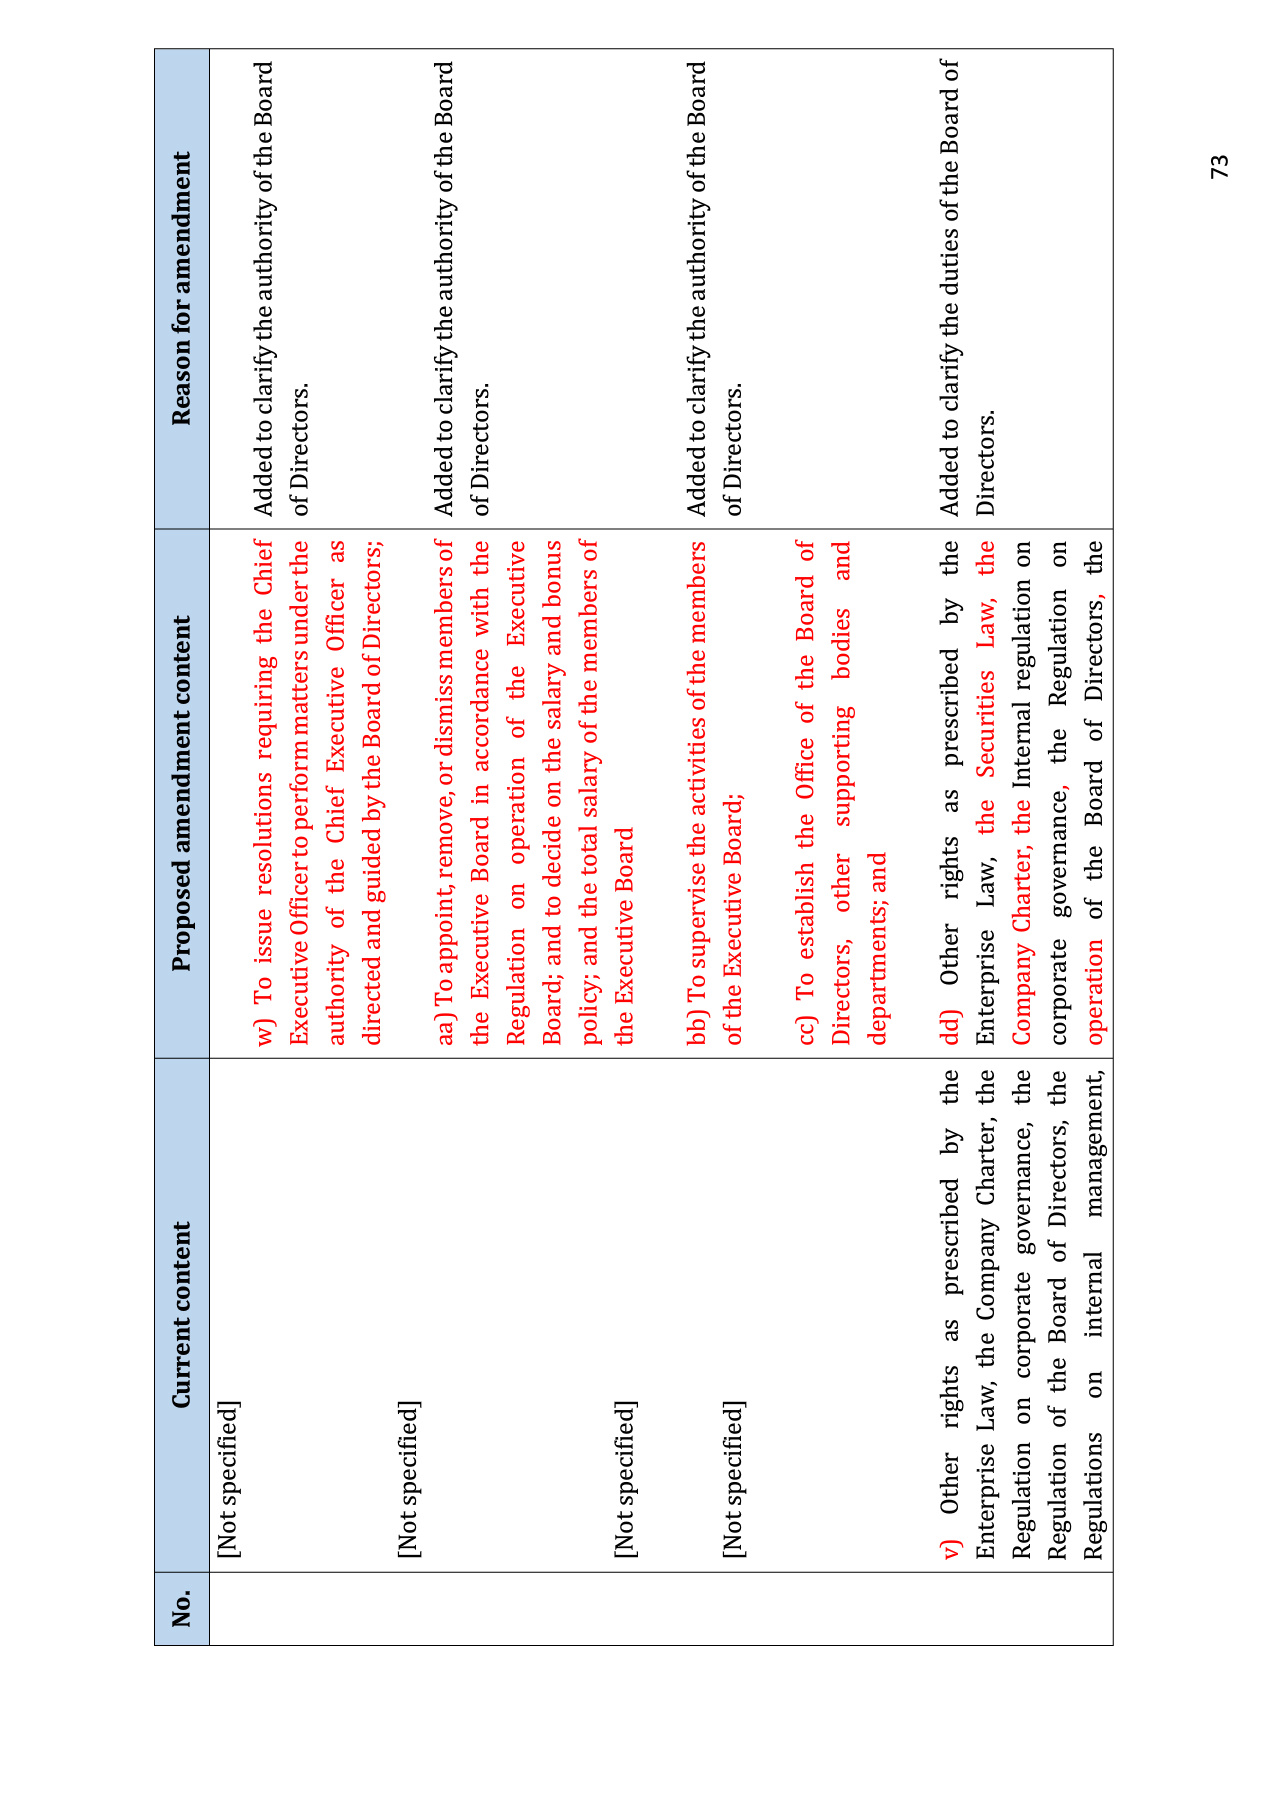 No.
Current content
Proposed amendment content
Reason for amendment
[Not specified]
w) To issue resolutions requiring the Chief
Executive Officer to perform matters under the
authority of the Chief Executive Officer as
directed and guided by the Board of Directors;
Added to clarify the authority of the Board
of Directors.
[Not specified]
aa) To appoint, remove, or dismiss members of
the Executive Board in accordance with the
Regulation on operation of the Executive
Board; and to decide on the salary and bonus
policy; and the total salary of the members of
the Executive Board
Added to clarify the authority of the Board
of Directors.
[Not specified]
bb) To supervise the activities of the members
of the Executive Board;
Added to clarify the authority of the Board
of Directors.
[Not specified]
cc) To establish the Office of the Board of
Directors, other supporting bodies and
departments; and
v) Other rights as prescribed by the
Enterprise Law, the Company Charter, the
Regulation on corporate governance, the
Regulation of the Board of Directors, the
Regulations on internal management,
dd) Other rights as prescribed by the
Enterprise Law, the Securities Law, the
Company Charter, the Internal regulation on
corporate governance, the Regulation on
operation of the Board of Directors, the
Added to clarify the duties of the Board of
Directors.
73